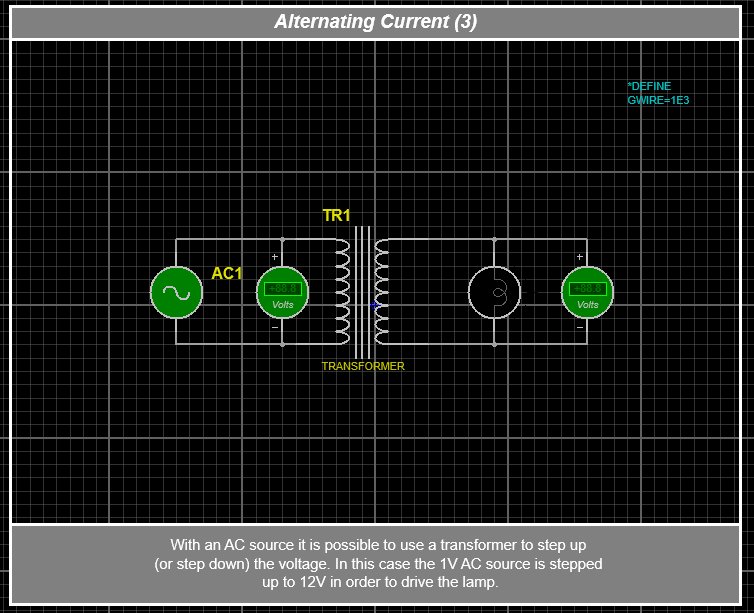 Alternating Current (3)
*DEFINE
GWIRE=1E3
TR1
AC1
+
+88.8
Volts
−
+
+88.8
Volts
−
TRANSFORMER
With an AC source it is possible to use a transformer to step up
(or step down) the voltage. In this case the 1V AC source is stepped
up to 12V in order to drive the lamp.